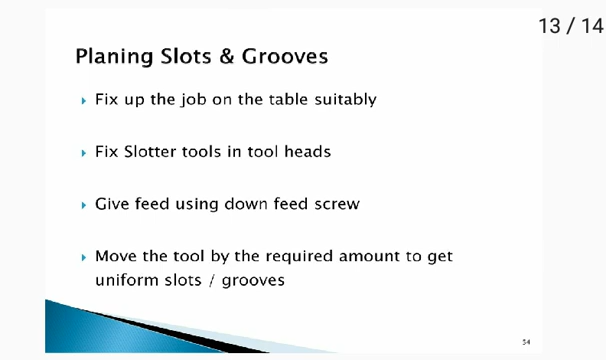 13 / 14
Planing Slots & Grooves
Fix up the job on the table suitably
Fix Slotter tools in tool heads
Give feed using down feed screw
Move the tool by the required amount to get
uniform slots / grooves
54